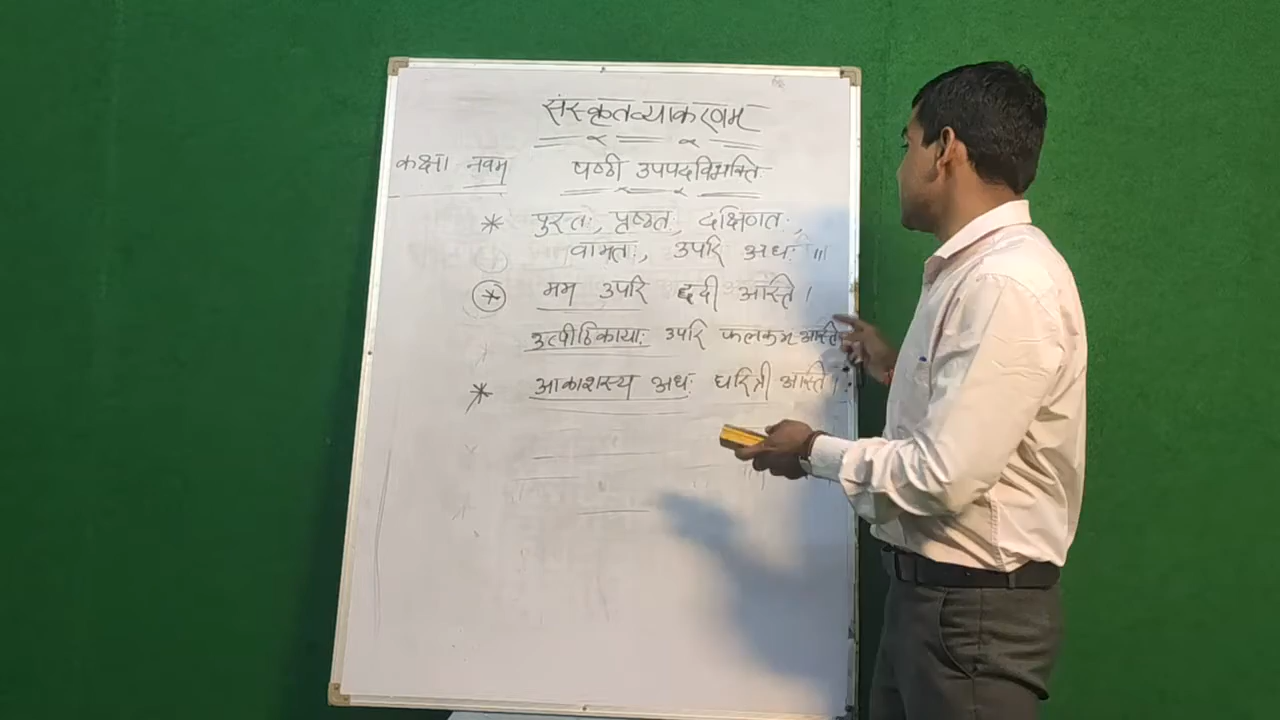 संस्कृतव्याकरणम्
कक्षा नवम् षष्ठी उपपदविभक्तिः
* पुरतः, पृष्ठतः, दक्षिणतः,
वामतः, उपरि अधः ॥
* मम उपरि छदी अस्ति ।
उत्पीठिकायाः उपरि फलकम् अस्ति
* आकाशस्य अधः धरित्री अस्ति ।